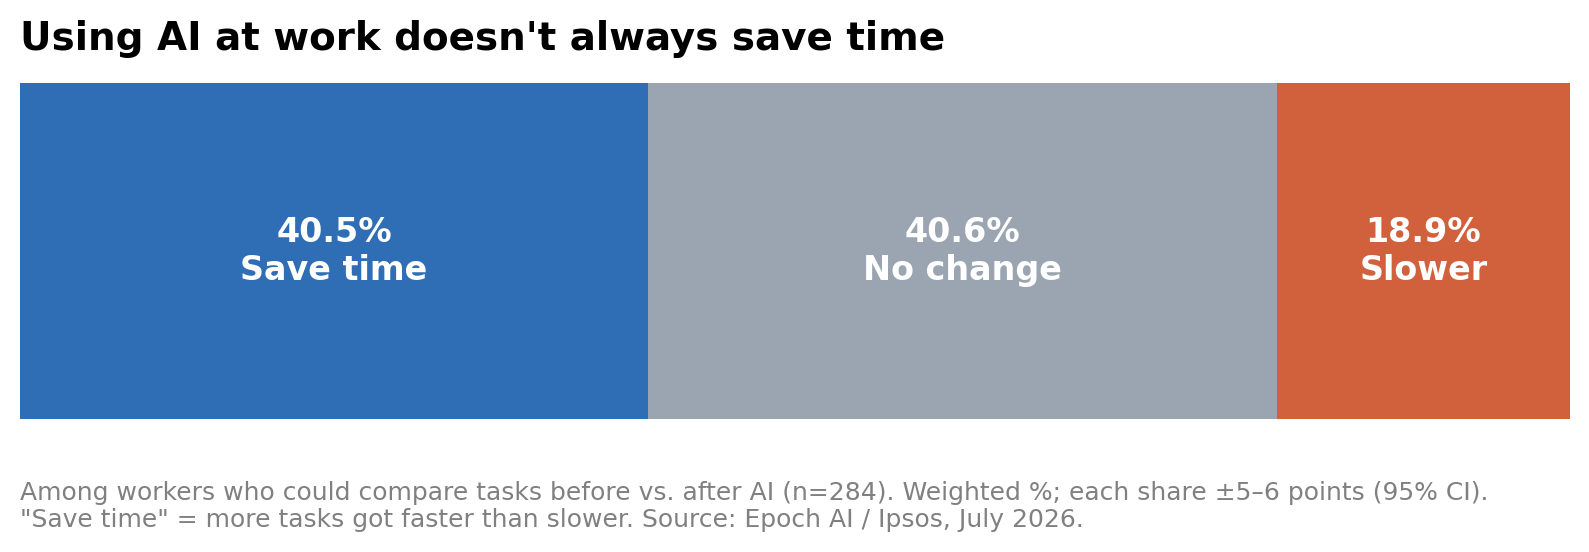 Using AI at work doesn't always save time
40.5%
Save time
40.6%
No change
18.9%
Slower
Among workers who could compare tasks before vs. after AI (n=284). Weighted %; each share ±5–6 points (95% CI).
"Save time" = more tasks got faster than slower. Source: Epoch AI / Ipsos, July 2026.